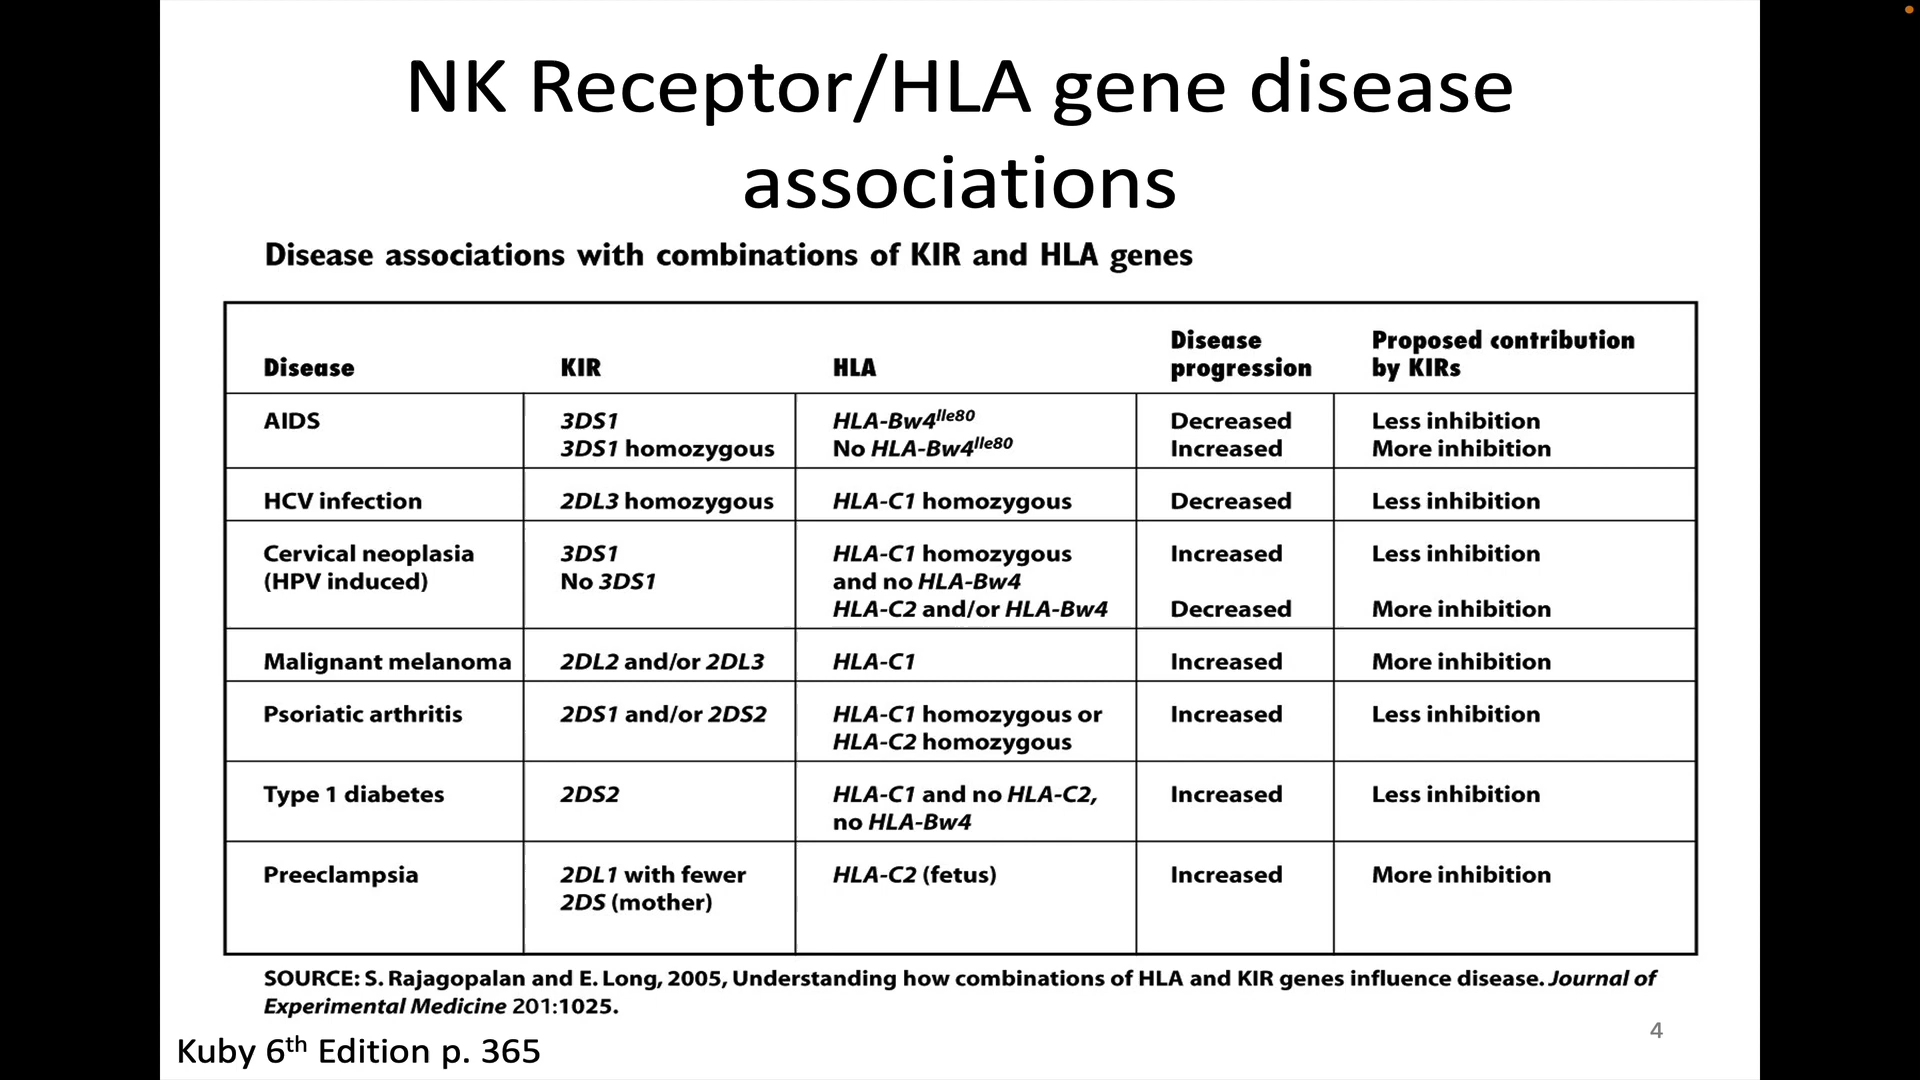 NK Receptor/HLA gene disease
associations
Disease associations with combinations of KIR and HLA genes
Disease KIR HLA Disease progression Proposed contribution by KIRs
AIDS 3DS1 HLA-Bw4lle80 Decreased Less inhibition
3DS1 homozygous No HLA-Bw4lle80 Increased More inhibition
HCV infection 2DL3 homozygous HLA-C1 homozygous Decreased Less inhibition
Cervical neoplasia 3DS1 HLA-C1 homozygous Increased Less inhibition
(HPV induced) No 3DS1 and no HLA-Bw4
HLA-C2 and/or HLA-Bw4 Decreased More inhibition
Malignant melanoma 2DL2 and/or 2DL3 HLA-C1 Increased More inhibition
Psoriatic arthritis 2DS1 and/or 2DS2 HLA-C1 homozygous or Increased Less inhibition
HLA-C2 homozygous
Type 1 diabetes 2DS2 HLA-C1 and no HLA-C2, Increased Less inhibition
no HLA-Bw4
Preeclampsia 2DL1 with fewer HLA-C2 (fetus) Increased More inhibition
2DS (mother)
SOURCE: S. Rajagopalan and E. Long, 2005, Understanding how combinations of HLA and KIR genes influence disease. Journal of
Experimental Medicine 201:1025.
4
Kuby 6th Edition p. 365